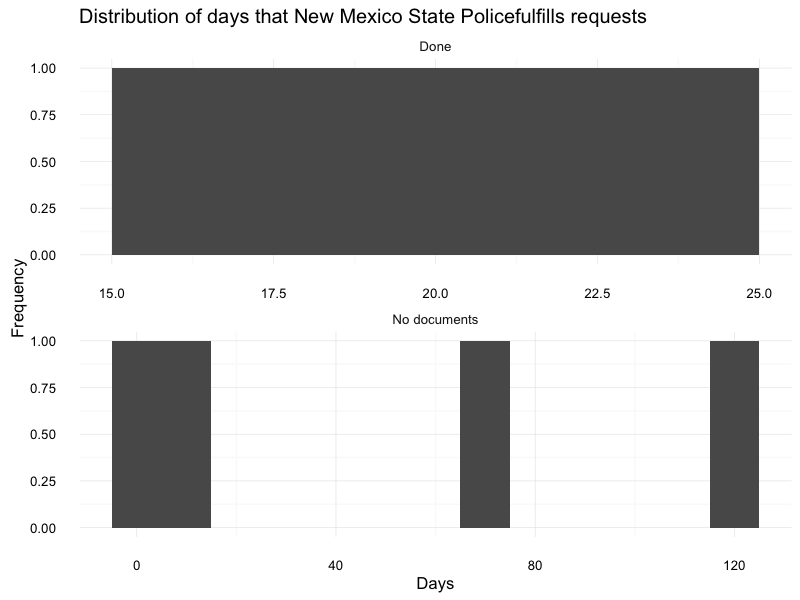 Distribution of days that New Mexico State Policefulfills requests
Done
1.00
0.75
0.50
0.25
0.00
15.0 17.5 20.0 22.5 25.0
Frequency
No documents
1.00
0.75
0.50
0.25
0.00
0 40 80 120
Days